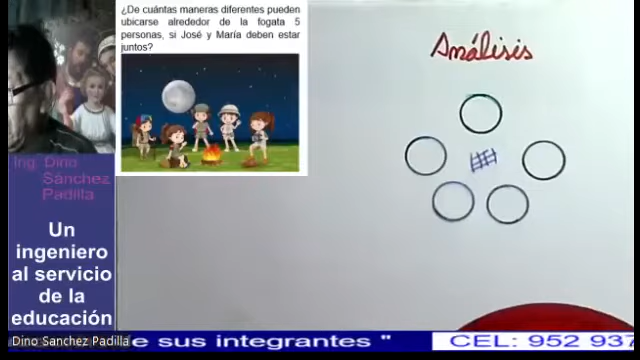 ¿De cuántas maneras diferentes pueden
ubicarse alrededor de la fogata 5
personas, si José y María deben estar
juntos?
Análisis
Ing. Dino
Sánchez
Padilla
Un
ingeniero
al servicio
de la
educación
Dino Sanchez Padilla
e sus integrantes "
CEL: 952 937